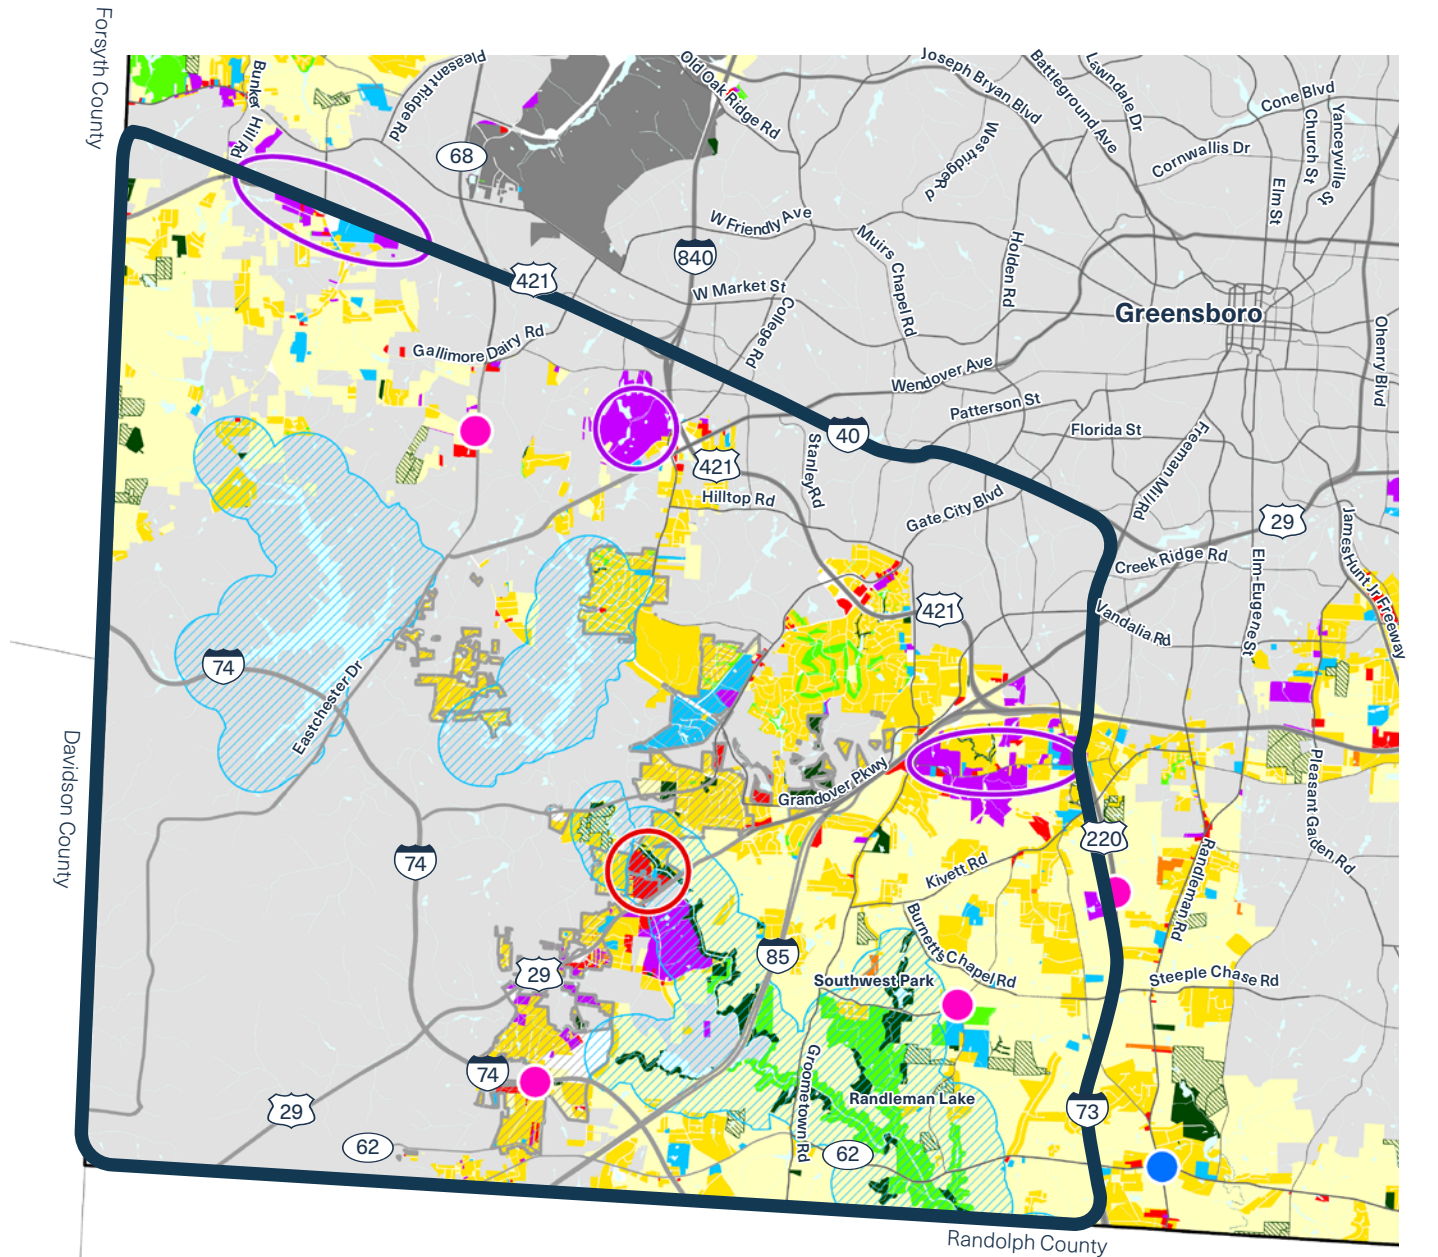 Forsyth County
Bunker Hill Rd
Pleasant Ridge Rd
Old Oak Ridge Rd
Joseph Bryan Blvd
Battleground Ave
Lawndale Dr
Cone Blvd
Yanceyville St
Church St
Cornwallis Dr
Elm St
68
Westridge Rd
W Friendly Ave
Muirs Chapel Rd
Holden Rd
840
421
W Market St
College Rd
Greensboro
Ohenry Blvd
Gallimore Dairy Rd
Wendover Ave
Patterson St
Florida St
40
421
Stanley Rd
Hilltop Rd
Gate City Blvd
Freeman Mill Rd
29
James Hunt Jr Freeway
Creek Ridge Rd
Elm-Eugene St
421
Vandalia Rd
74
Eastchester Dr
Davidson County
Grandover Pkwy
Pleasant Garden Rd
220
74
Kivett Rd
Randleman Rd
Burnetts Chapel Rd
85
29
Southwest Park
Steeple Chase Rd
74
Groometown Rd
Randleman Lake
29
73
62
62
Randolph County